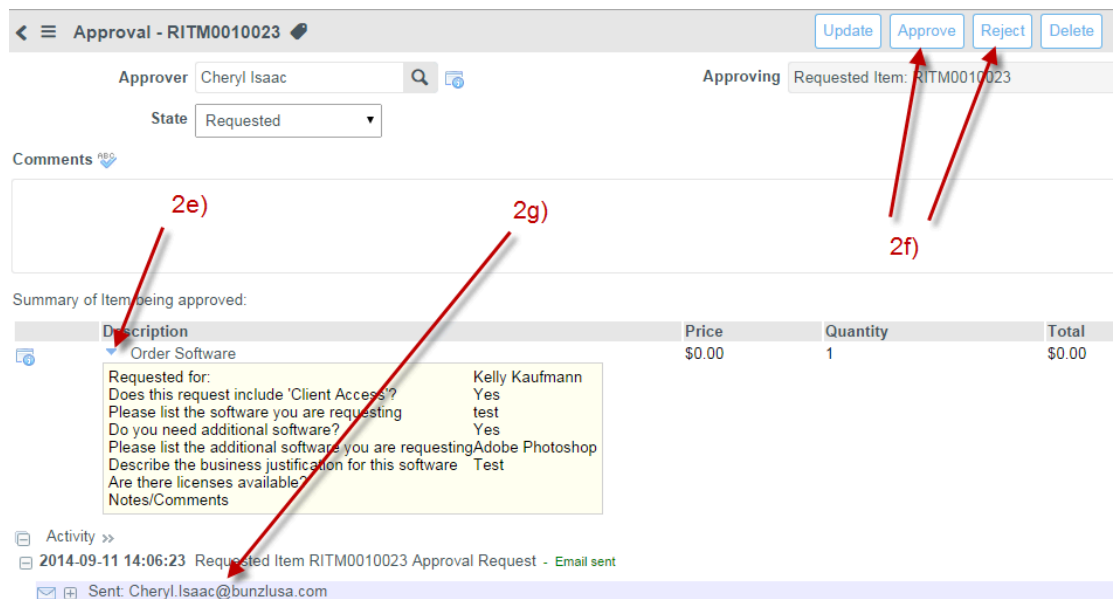 Approval - RITM0010023
Update Approve Reject Delete
Approver Cheryl Isaac Approving Requested Item: RITM0010023
State Requested
Comments ABC
2e) 2g)
2f)
Summary of Item being approved:
Description Price Quantity Total
Order Software $0.00 1 $0.00
Requested for: Kelly Kaufmann
Does this request include 'Client Access'? Yes
Please list the software you are requesting test
Do you need additional software? Yes
Please list the additional software you are requesting Adobe Photoshop
Describe the business justification for this software Test
Are there licenses available?
Notes/Comments
Activity »
2014-09-11 14:06:23 Requested Item RITM0010023 Approval Request - Email sent
Sent: Cheryl.Isaac@bunzlusa.com